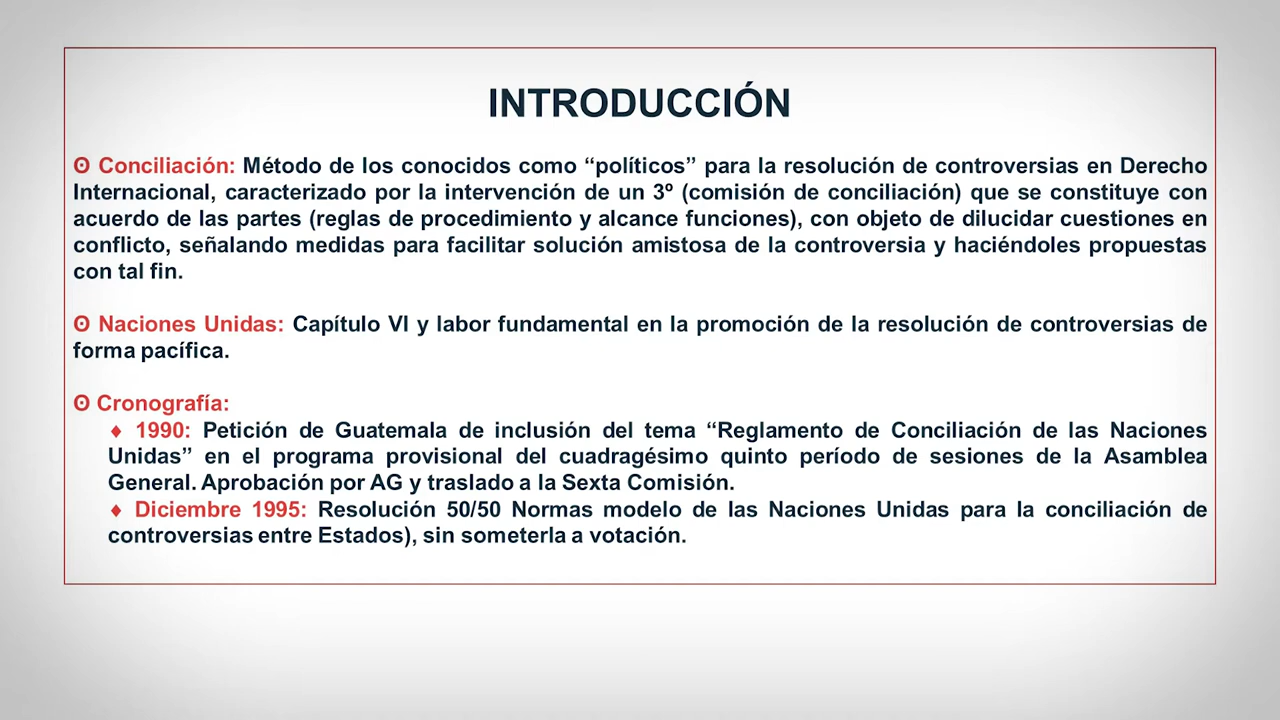 INTRODUCCIÓN
ʘ Conciliación: Método de los conocidos como “políticos” para la resolución de controversias en Derecho
Internacional, caracterizado por la intervención de un 3º (comisión de conciliación) que se constituye con
acuerdo de las partes (reglas de procedimiento y alcance funciones), con objeto de dilucidar cuestiones en
conflicto, señalando medidas para facilitar solución amistosa de la controversia y haciéndoles propuestas
con tal fin.
ʘ Naciones Unidas: Capítulo VI y labor fundamental en la promoción de la resolución de controversias de
forma pacífica.
ʘ Cronografía:
♦ 1990: Petición de Guatemala de inclusión del tema “Reglamento de Conciliación de las Naciones
Unidas” en el programa provisional del cuadragésimo quinto período de sesiones de la Asamblea
General. Aprobación por AG y traslado a la Sexta Comisión.
♦ Diciembre 1995: Resolución 50/50 Normas modelo de las Naciones Unidas para la conciliación de
controversias entre Estados), sin someterla a votación.